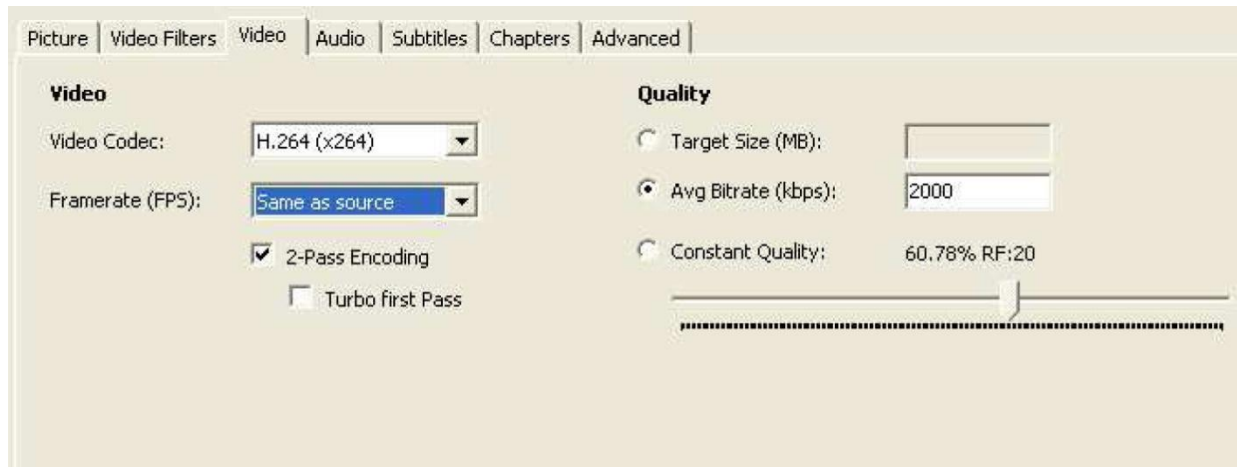 Picture Video Filters Video Audio Subtitles Chapters Advanced
Video
Video Codec: H.264 (x264)
Framerate (FPS): Same as source
2-Pass Encoding
Turbo first Pass
Quality
Target Size (MB):
Avg Bitrate (kbps): 2000
Constant Quality: 60.78% RF:20